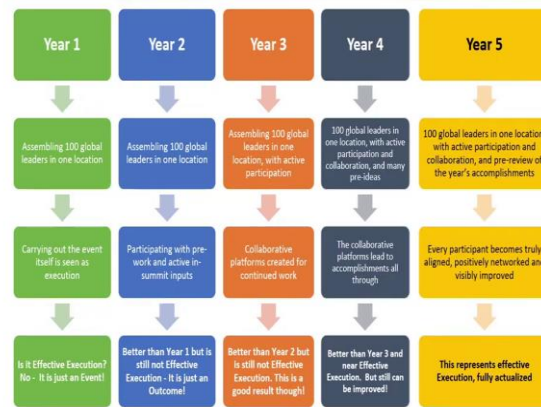 Year 1
Year 2
Year 3
Year 4
Year 5
Assembling 100 global
leaders in one location
Assembling 100 global
leaders in one location
Assembling 100 global
leaders in one
location, with active
participation
100 global leaders in
one location, with active
participation and
collaboration, and many
pre-ideas
100 global leaders in one location,
with active participation and
collaboration, and pre-review of
the year's accomplishments
Carrying out the event
itself is seen as
execution
Participating with pre-
work and active in-
summit inputs
Collaborative
platforms created for
continued work
The collaborative
platforms lead to
accomplishments all
through
Every participant becomes truly
aligned, positively networked and
visibly improved
Is it Effective Execution?
No - It is just an Event!
Better than Year 1 but is
still not Effective
Execution - It is just an
Outcome!
Better than Year 2 but
is still not Effective
Execution. This is a
good result though!
Better than Year 3 and
near Effective
Execution. But still can
be improved!
This represents effective
Execution, fully actualized